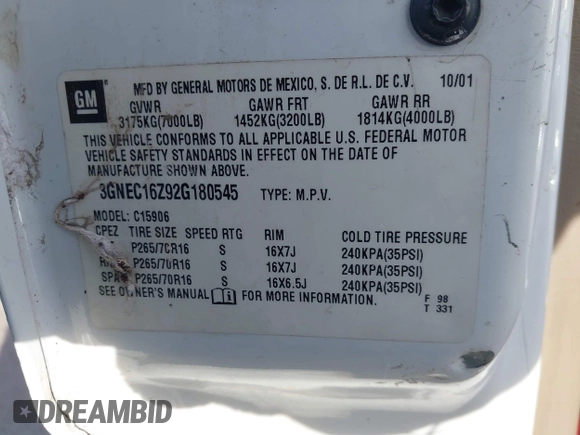 GM
MFD BY GENERAL MOTORS DE MEXICO, S. DE R.L. DE C.V. 10/01
GVWR GAWR FRT GAWR RR
3175KG(7000LB) 1452KG(3200LB) 1814KG(4000LB)
THIS VEHICLE CONFORMS TO ALL APPLICABLE U.S. FEDERAL MOTOR
VEHICLE SAFETY STANDARDS IN EFFECT ON THE DATE OF
MANUFACTURE SHOWN ABOVE.
3GNEC16Z92G180545 TYPE: M.P.V.
MODEL: C15906
CPEZ TIRE SIZE SPEED RTG RIM COLD TIRE PRESSURE
P265/7CR16 S 16X7J 240KPA(35PSI)
P265/70R16 S 16X7J 240KPA(35PSI)
SPA P265/70R16 S 16X6.5J 240KPA(35PSI)
SEE OWNER'S MANUAL FOR MORE INFORMATION.
F 98
T 331
DREAMBID